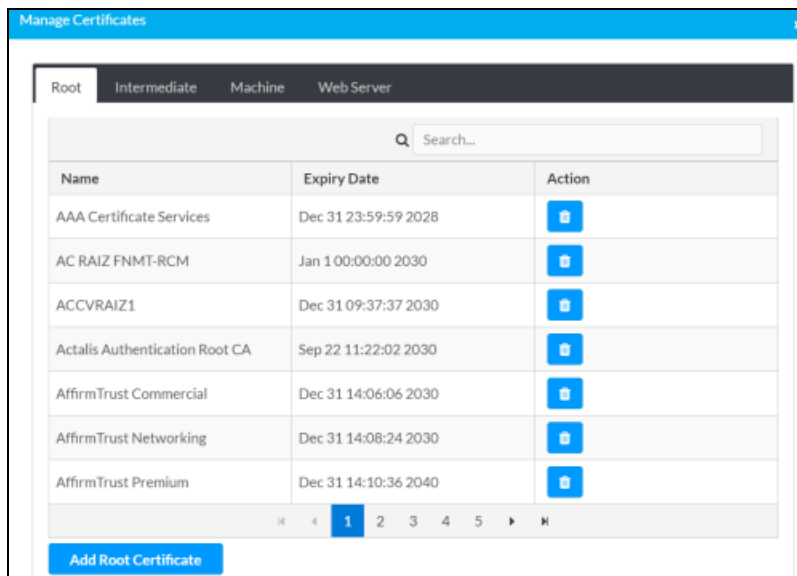 Manage Certificates
Root Intermediate Machine Web Server
Search...
Name Expiry Date Action
AAA Certificate Services Dec 31 23:59:59 2028
AC RAIZ FNMT-RCM Jan 1 00:00:00 2030
ACCVRAIZ1 Dec 31 09:37:37 2030
Actalis Authentication Root CA Sep 22 11:22:02 2030
AffirmTrust Commercial Dec 31 14:06:06 2030
AffirmTrust Networking Dec 31 14:08:24 2030
AffirmTrust Premium Dec 31 14:10:36 2040
1 2 3 4 5
Add Root Certificate